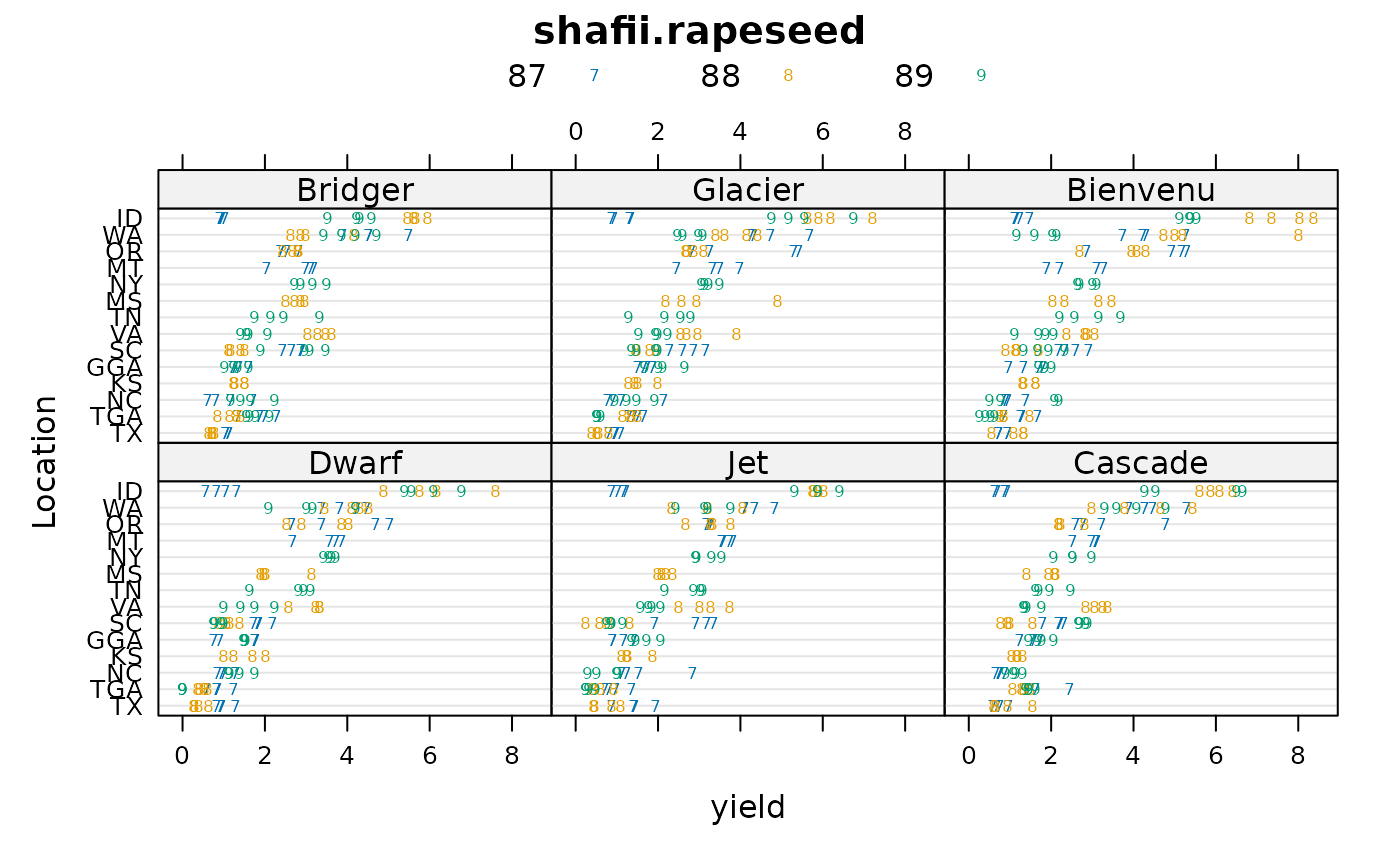 shafii.rapeseed
87 7 88 8 89 9
0 2 4 6 8
Bridger Glacier Bienvenu
ID
WA
OR
MT
NY
MS
TN
VA
SC
GGA
KS
NC
TGA
TX
Location
Dwarf Jet Cascade
ID
WA
OR
MT
NY
MS
TN
VA
SC
GGA
KS
NC
TGA
TX
0 2 4 6 8 0 2 4 6 8
yield